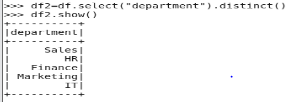 >>> df2=df.select("department").distinct()
>>> df2.show()
+----------+
|department|
+----------+
|     Sales|
|        HR|
|   Finance|
| Marketing|
|        IT|
+----------+